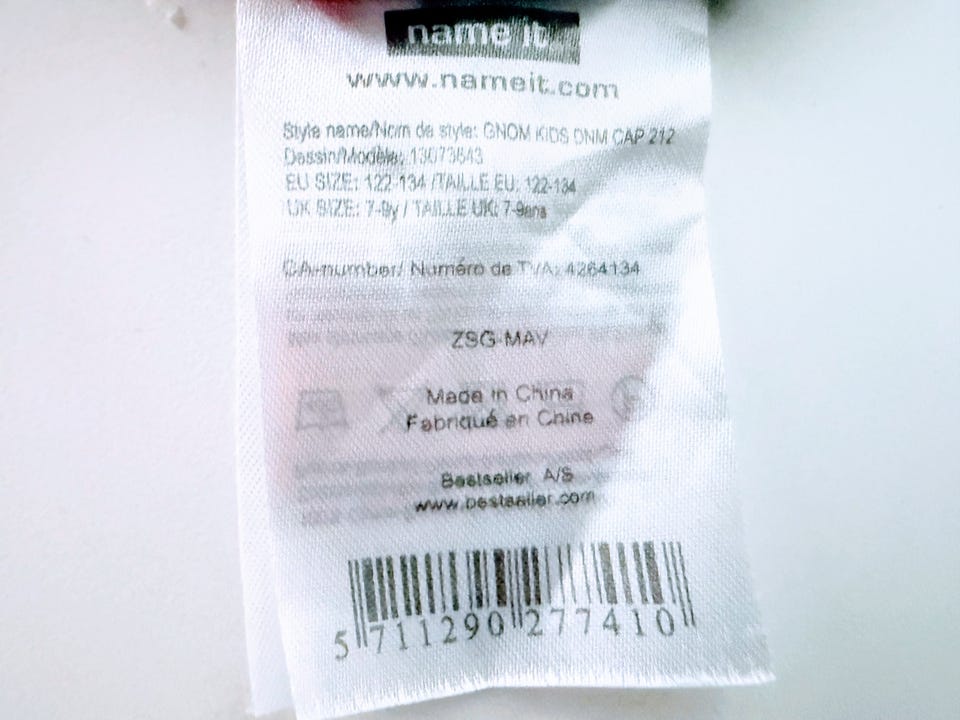 name it
www.nameit.com
Style name/Nom de style: GNOM KIDS DNM CAP 212
Dessin/Modèle: 13073643
EU SIZE: 122-134 /TAILLE EU: 122-134
UK SIZE: 7-9y / TAILLE UK: 7-9ans
CA-number/ Numéro de TVA: 4264134
ZSG-MAV
Made in China
Fabriqué en Chine
Bestseller A/S
www.bestseller.com
5 711290 277410